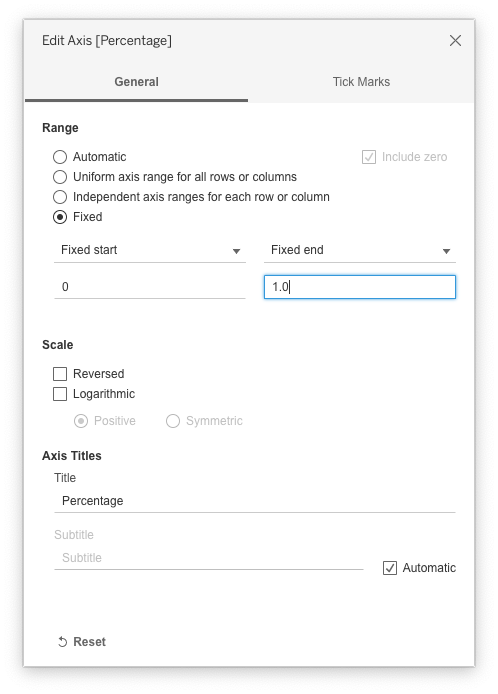 Edit Axis [Percentage]
General Tick Marks
Range
Automatic Include zero
Uniform axis range for all rows or columns
Independent axis ranges for each row or column
Fixed
Fixed start Fixed end
0 1.0
Scale
Reversed
Logarithmic
Positive Symmetric
Axis Titles
Title
Percentage
Subtitle
Subtitle
Automatic
Reset